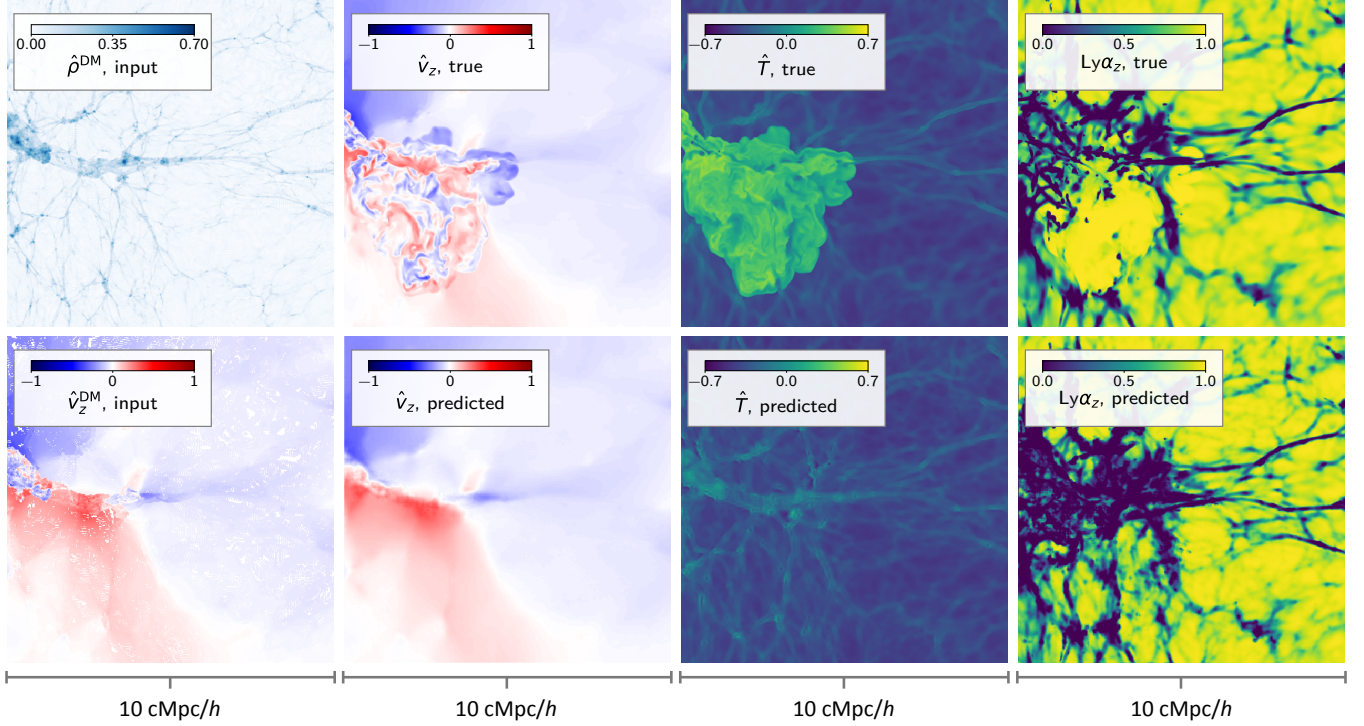 0.00 0.35 0.70
ρ̂ᴰᴹ, input
−1 0 1
v̂_z, true
−0.7 0.0 0.7
T̂, true
0.0 0.5 1.0
Lyα_z, true
−1 0 1
v̂_z^DM, input
−1 0 1
v̂_z, predicted
−0.7 0.0 0.7
T̂, predicted
0.0 0.5 1.0
Lyα_z, predicted
10 cMpc/h
10 cMpc/h
10 cMpc/h
10 cMpc/h